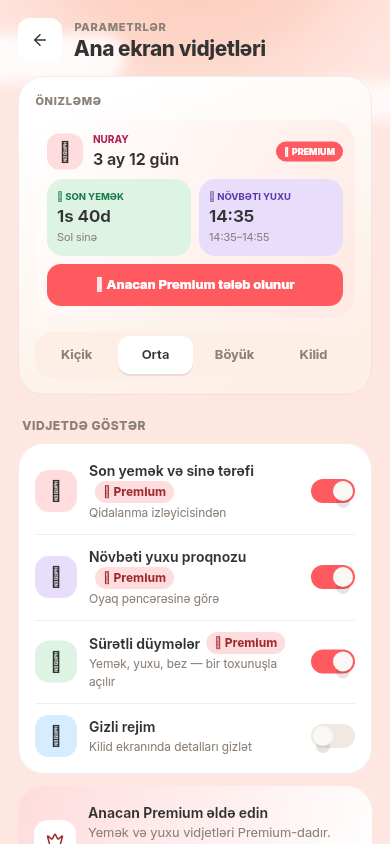 PARAMETRLƏR
Ana ekran vidjetləri
ÖNİZLƏMƏ
NURAY
3 ay 12 gün
PREMIUM
SON YEMƏK
1s 40d
Sol sinə
NÖVBƏTİ YUXU
14:35
14:35–14:55
Anacan Premium tələb olunur
Kiçik Orta Böyük Kilid
VIDJETDƏ GÖSTƏR
Son yemək və sinə tərəfi
Premium
Qidalanma izləyicisindən
Növbəti yuxu proqnozu
Premium
Oyaq pəncərəsinə görə
Sürətli düymələr Premium
Yemək, yuxu, bez — bir toxunuşla
açılır
Gizli rejim
Kilid ekranında detalları gizlət
Anacan Premium əldə edin
Yemək və yuxu vidjetləri Premium-dadır.